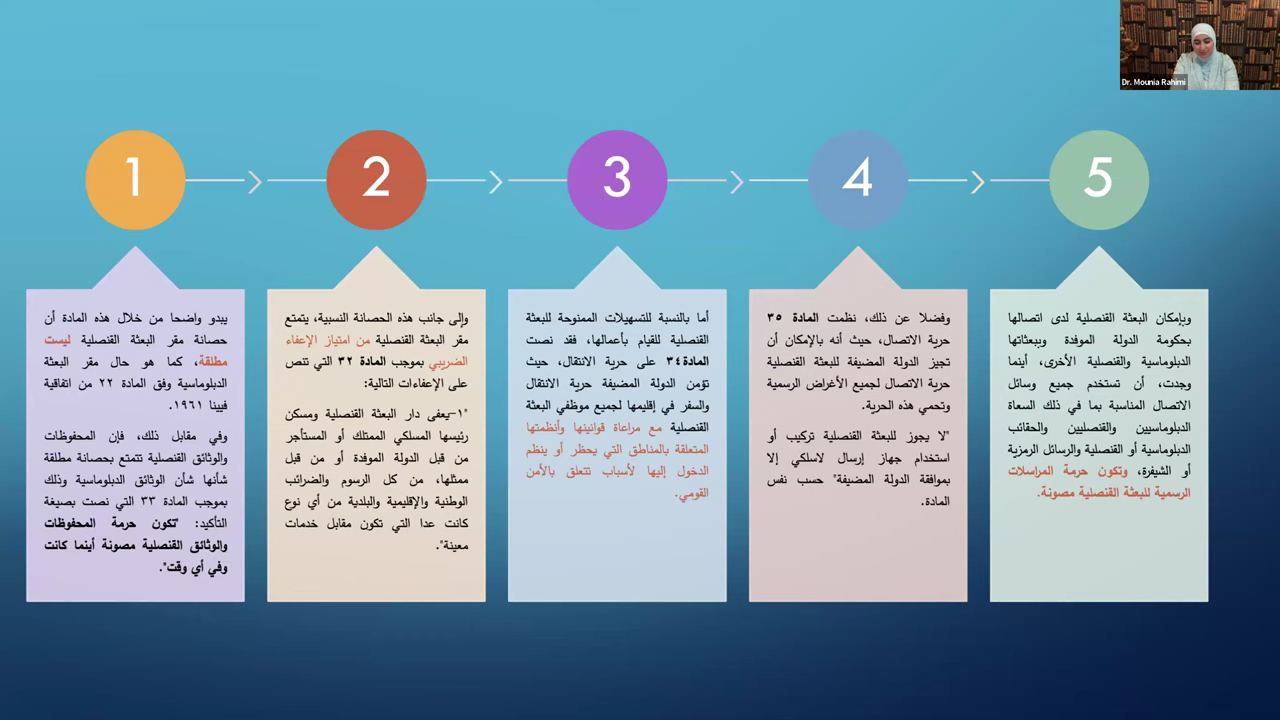 Dr. Mounia Rahimi
1
2
3
4
5
يبدو واضحا من خلال هذه المادة أن
حصانة مقر البعثة القنصلية ليست
مطلقة، كما هو حال مقر البعثة
الدبلوماسية وفق المادة ٢٢ من اتفاقية
فيينا ١٩٦١.
وفي مقابل ذلك، فإن المحفوظات
والوثائق القنصلية تتمتع بحصانة مطلقة
شأنها شأن الوثائق الدبلوماسية وذلك
بموجب المادة ٣٣ التي نصت بصيغة
التأكيد: "تكون حرمة المحفوظات
والوثائق القنصلية مصونة أينما كانت
وفي أي وقت".
وإلى جانب هذه الحصانة النسبية، يتمتع
مقر البعثة القنصلية من امتياز الإعفاء
الضريبي بموجب المادة ٣٢ التي تنص
على الإعفاءات التالية:
"١-يعفى دار البعثة القنصلية ومسكن
رئيسها المسلكي الممتلك أو المستأجر
من قبل الدولة الموفدة أو من قبل
ممثلها، من كل الرسوم والضرائب
الوطنية والإقليمية والبلدية من أي نوع
كانت عدا التي تكون مقابل خدمات
معينة".
أما بالنسبة للتسهيلات الممنوحة للبعثة
القنصلية للقيام بأعمالها، فقد نصت
المادة٣٤ على حرية الانتقال، حيث
تؤمن الدولة المضيفة حرية الانتقال
والسفر في إقليمها لجميع موظفي البعثة
القنصلية مع مراعاة قوانينها وأنظمتها
المتعلقة بالمناطق التي يحظر أو ينظم
الدخول إليها لأسباب تتعلق بالأمن
القومي.
وفضلا عن ذلك، نظمت المادة ٣٥
حرية الاتصال، حيث أنه بالإمكان أن
تجيز الدولة المضيفة للبعثة القنصلية
حرية الاتصال لجميع الأغراض الرسمية
وتحمي هذه الحرية.
"لا يجوز للبعثة القنصلية تركيب أو
استخدام جهاز إرسال لاسلكي إلا
بموافقة الدولة المضيفة" حسب نفس
المادة.
وبإمكان البعثة القنصلية لدى اتصالها
بحكومة الدولة الموفدة وببعثاتها
الدبلوماسية والقنصلية الأخرى، أينما
وجدت، أن تستخدم جميع وسائل
الاتصال المناسبة بما في ذلك السعاة
الدبلوماسيين والقنصليين والحقائب
الدبلوماسية أو القنصلية والرسائل الرمزية
أو الشيفرة، وتكون حرمة المراسلات
الرسمية للبعثة القنصلية مصونة.